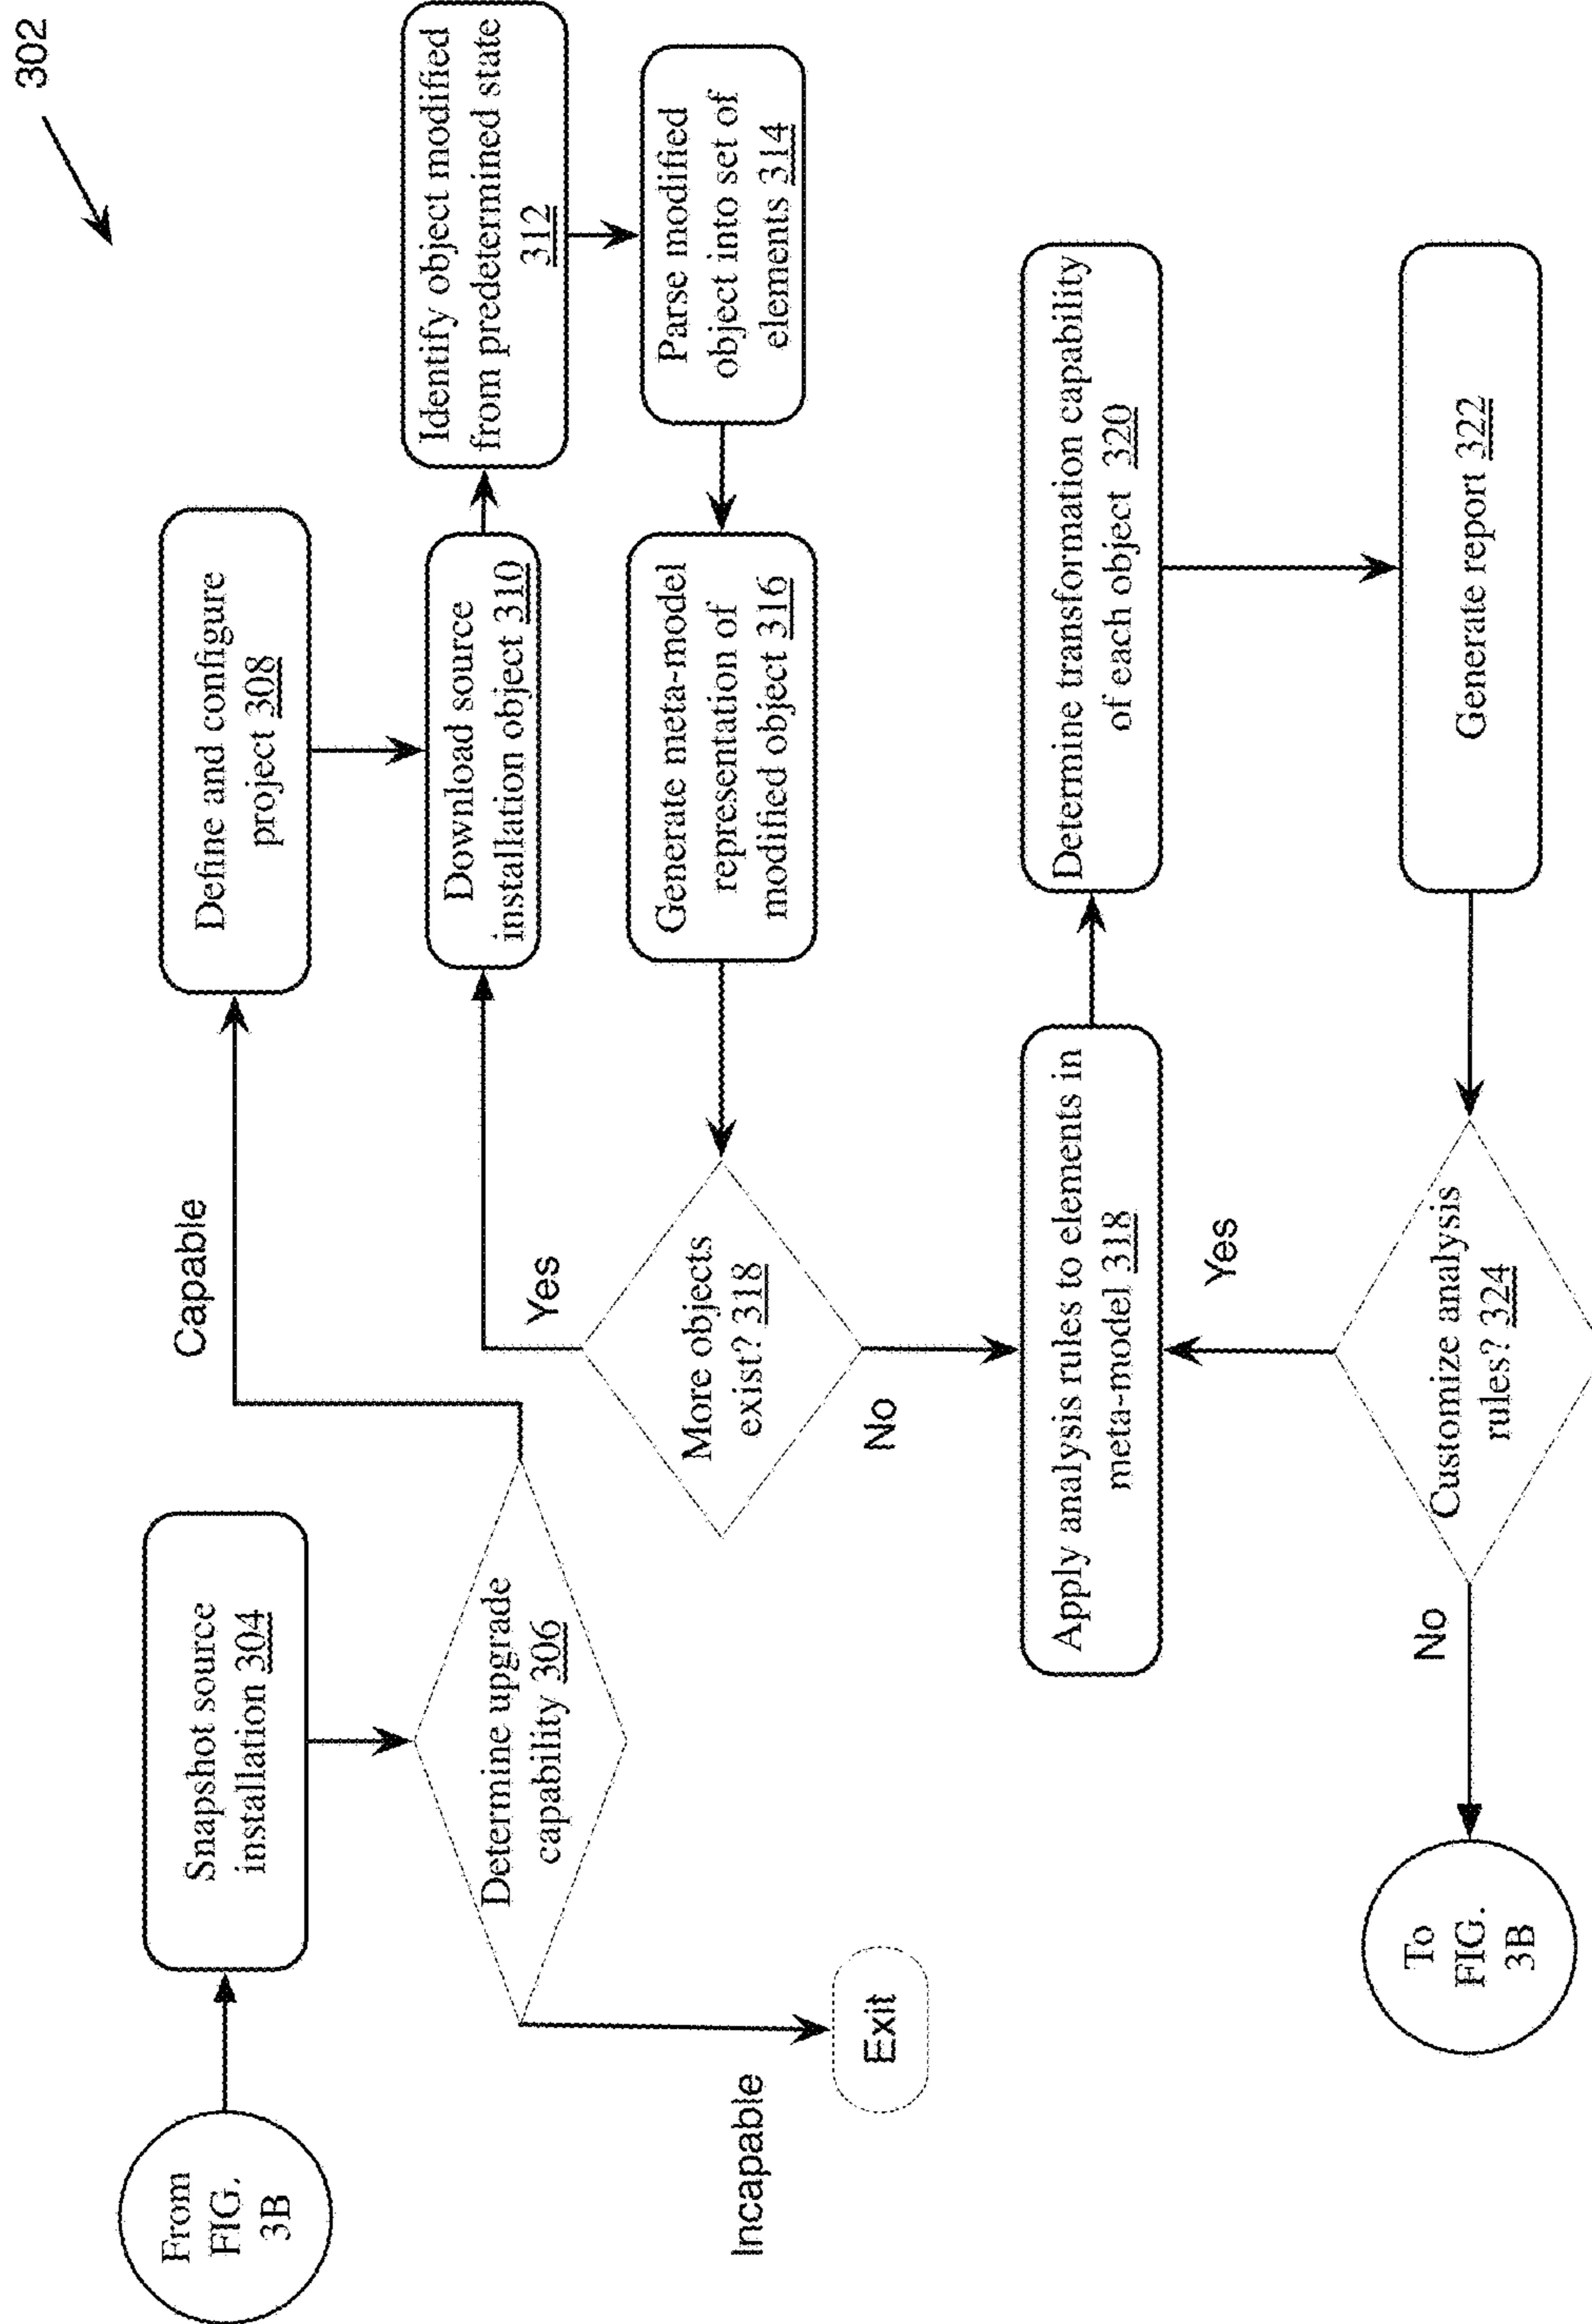 302
From
FIG.
3B
Snapshot source
installation 304
Determine upgrade
capability 306
Incapable
Exit
Capable
Define and configure
project 308
Download source
installation object 310
Identify object modified
from predetermined state
312
Parse modified
object into set of
elements 314
Generate meta-model
representation of
modified object 316
More objects
exist? 318
Yes
No
Apply analysis rules to elements in
meta-model 318
Determine transformation capability
of each object 320
Generate report 322
Customize analysis
rules? 324
Yes
No
To
FIG.
3B